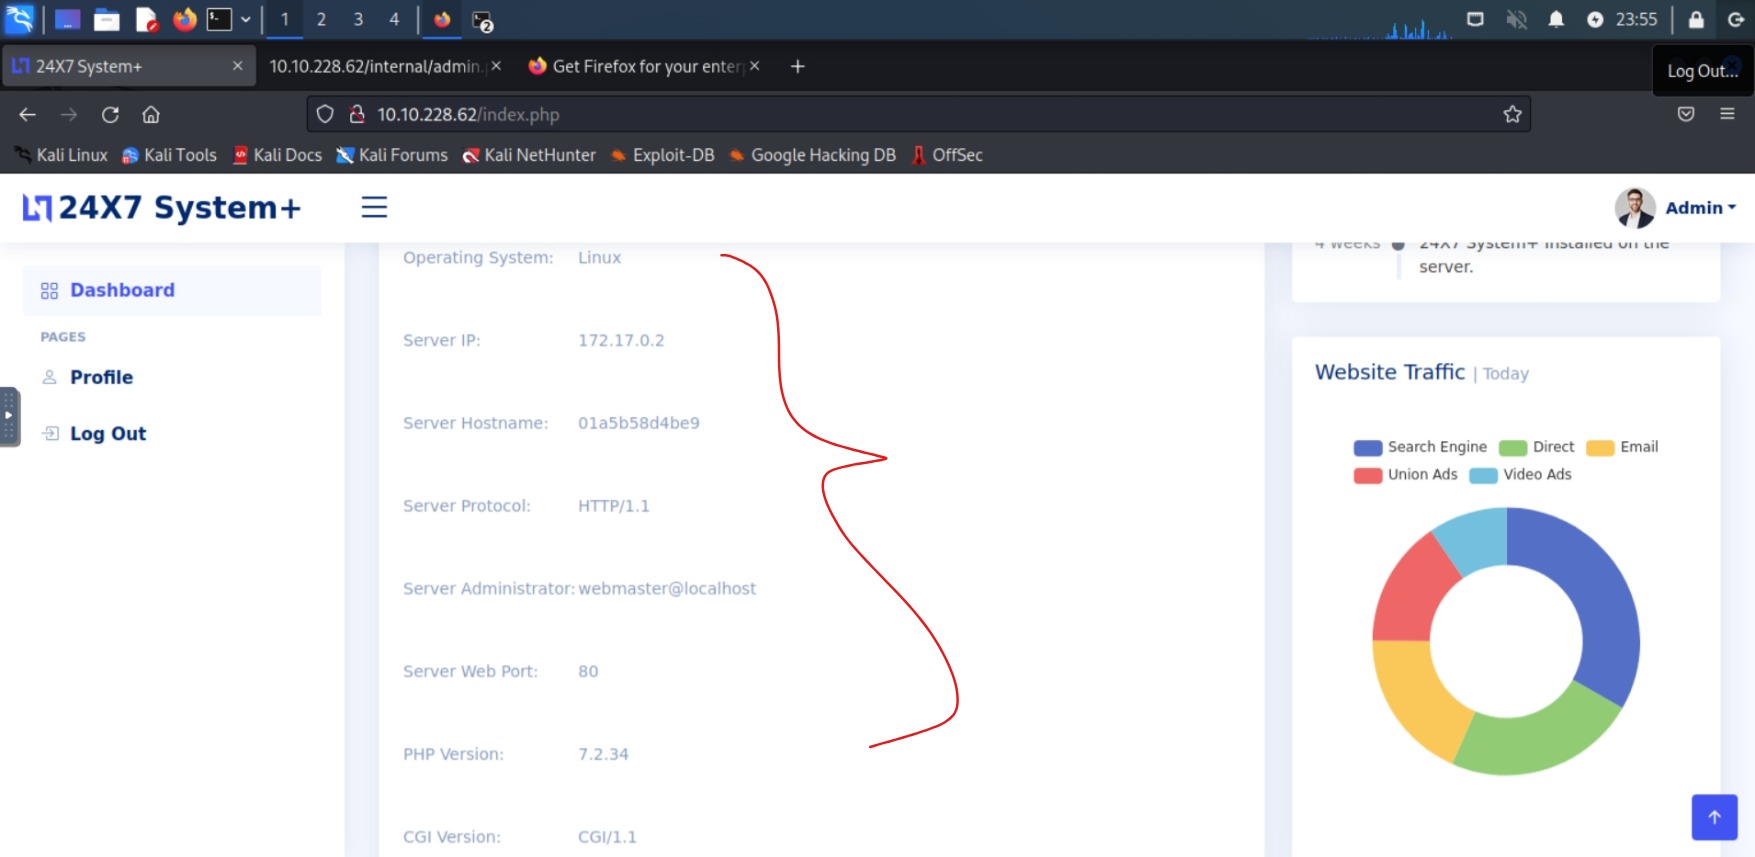 1 2 3 4 2 23:55
24X7 System+ 10.10.228.62/internal/admin. Get Firefox for your enter Log Out...
10.10.228.62/index.php
Kali Linux Kali Tools Kali Docs Kali Forums Kali NetHunter Exploit-DB Google Hacking DB OffSec
24X7 System+ Admin
Dashboard
PAGES
Profile
Log Out
Operating System: Linux
Server IP: 172.17.0.2
Server Hostname: 01a5b58d4be9
Server Protocol: HTTP/1.1
Server Administrator: webmaster@localhost
Server Web Port: 80
PHP Version: 7.2.34
CGI Version: CGI/1.1
4 weeks 24X7 System+ installed on the
server.
Website Traffic | Today
Search Engine Direct Email
Union Ads Video Ads